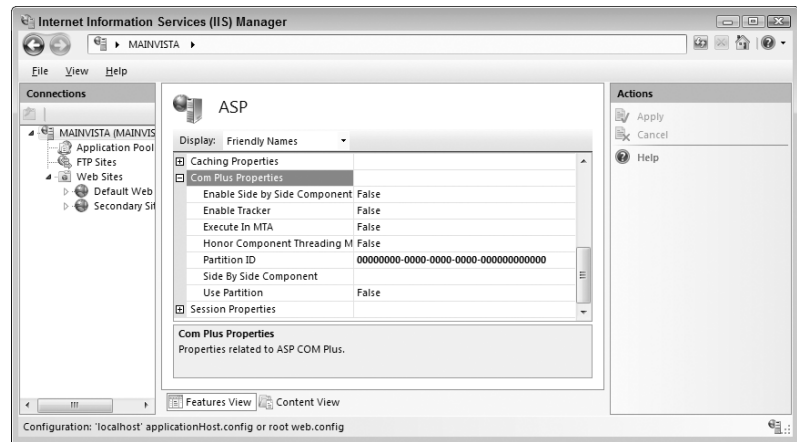 Internet Information Services (IIS) Manager
MAINVISTA
File View Help
Connections
MAINVISTA (MAINVIS
Application Pool
FTP Sites
Web Sites
Default Web
Secondary Sit
ASP
Display: Friendly Names
Caching Properties
Com Plus Properties
Enable Side by Side Component False
Enable Tracker False
Execute In MTA False
Honor Component Threading M False
Partition ID 00000000-0000-0000-0000-000000000000
Side By Side Component
Use Partition False
Session Properties
Com Plus Properties
Properties related to ASP COM Plus.
Features View Content View
Actions
Apply
Cancel
Help
Configuration: 'localhost' applicationHost.config or root web.config